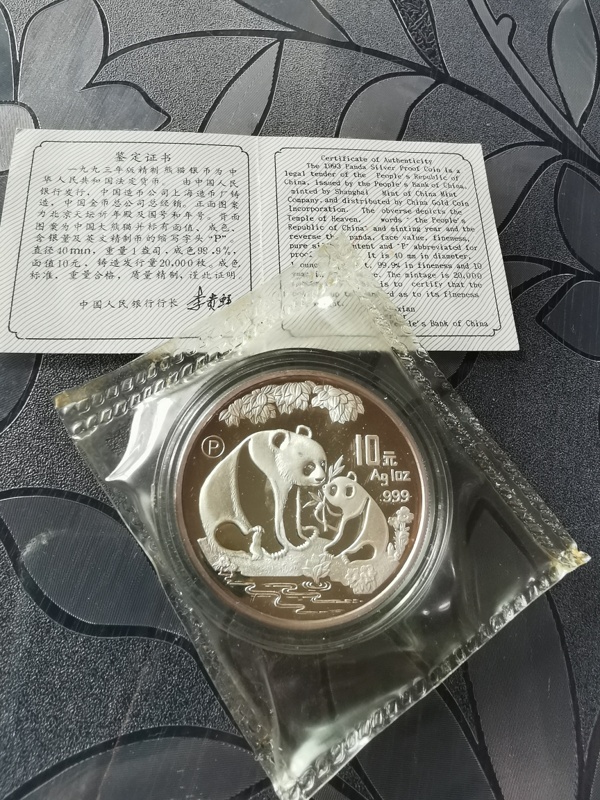 鉴定证书
一九九三年版精制熊猫银币为中
华人民共和国法定货币。由中国人民
银行发行，中国造币公司上海造币厂铸
造，中国金币总公司总经销。正面图案
为北京天坛祈年殿及国号和年号，背面
图案为中国大熊猫并标有面值、成色、
含银量及英文精制币的缩写字头"P"，
直径40mm，重量1盎司，成色99.9%，
面值10元，铸造发行量20,000枚，成色
标准，重量合格，质量精制，谨此证明。
中国人民银行行长 李贵鲜
Certificate of Authenticity
The 1993 Panda Silver Proof Coin is a
legal tender of the People's Republic of
China, issued by the People's Bank of China,
minted by Shanghai Mint of China Mint
Company, and distributed by China Gold Coin
Incorporation. The obverse depicts the
Temple of Heaven, words "the People's
Republic of China" and minting year and the
reverse the panda, face value, fineness,
pure content and "P" abbreviated for
proof It is 40 mm in diameter,
1 ounce 99.9% in fineness and 10
The mintage is 20,000
is to certify that the
as to its fineness
People's Bank of China
P
10元
Ag 1oz
.999